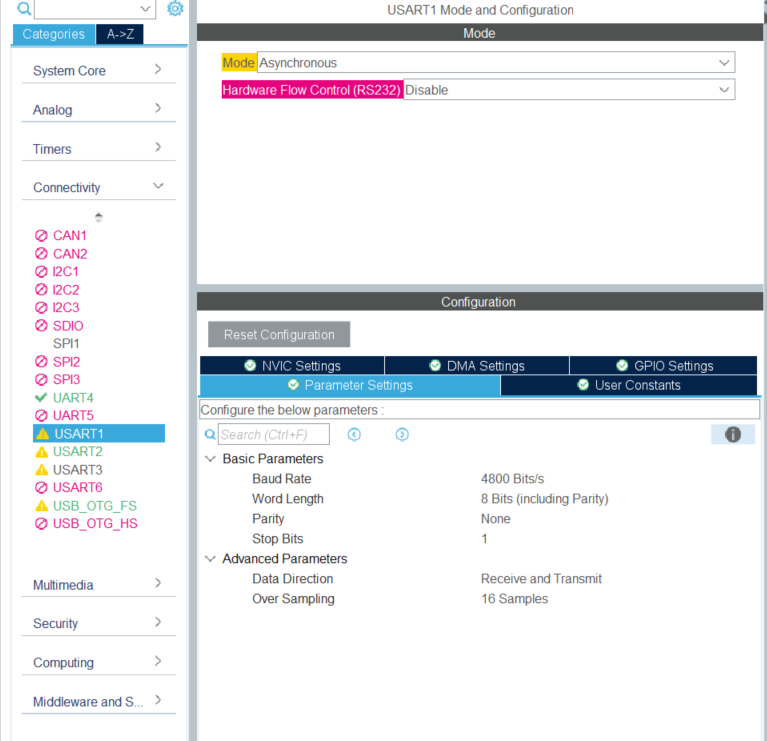 USART1 Mode and Configuration
Categories A->Z
Mode
System Core
Analog
Timers
Connectivity
CAN1
CAN2
I2C1
I2C2
I2C3
SDIO
SPI1
SPI2
SPI3
UART4
UART5
USART1
USART2
USART3
USART6
USB_OTG_FS
USB_OTG_HS
Multimedia
Security
Computing
Middleware and S...
Mode Asynchronous
Hardware Flow Control (RS232) Disable
Configuration
Reset Configuration
NVIC Settings DMA Settings GPIO Settings
Parameter Settings User Constants
Configure the below parameters :
Search (Ctrl+F)
Basic Parameters
Baud Rate 4800 Bits/s
Word Length 8 Bits (including Parity)
Parity None
Stop Bits 1
Advanced Parameters
Data Direction Receive and Transmit
Over Sampling 16 Samples